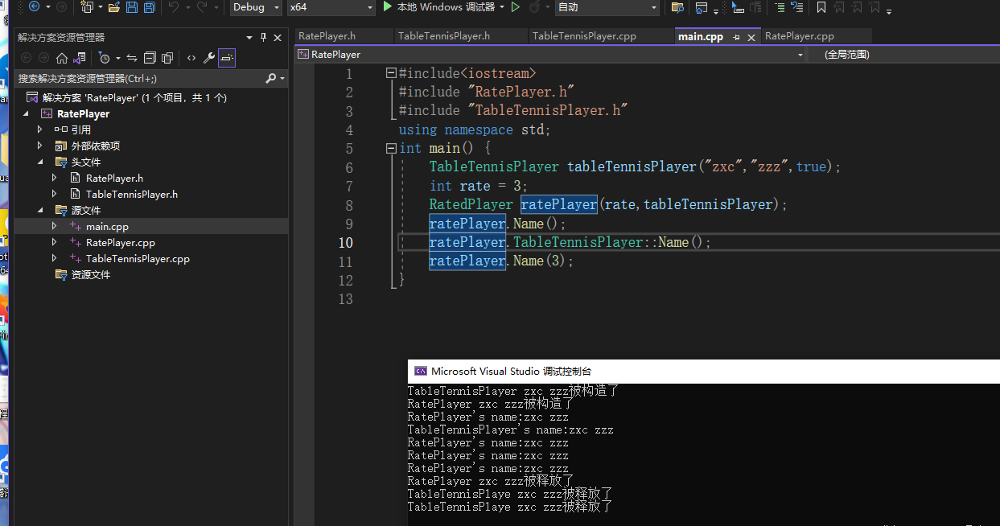 Debug x64 本地 Windows 调试器 自动
解决方案资源管理器
RatePlayer.h TableTennisPlayer.h TableTennisPlayer.cpp main.cpp RatePlayer.cpp
RatePlayer (全局范围)
搜索解决方案资源管理器(Ctrl+;)
解决方案 'RatePlayer' (1 个项目，共 1 个)
RatePlayer
引用
外部依赖项
头文件
RatePlayer.h
TableTennisPlayer.h
源文件
main.cpp
RatePlayer.cpp
TableTennisPlayer.cpp
资源文件
1 #include<iostream>
2 #include "RatePlayer.h"
3 #include "TableTennisPlayer.h"
4 using namespace std;
5 int main() {
6 TableTennisPlayer tableTennisPlayer("zxc","zzz",true);
7 int rate = 3;
8 RatedPlayer ratePlayer(rate,tableTennisPlayer);
9 ratePlayer.Name();
10 ratePlayer.TableTennisPlayer::Name();
11 ratePlayer.Name(3);
12 }
13
Microsoft Visual Studio 调试控制台
TableTennisPlayer zxc zzz被构造了
RatePlayer zxc zzz被构造了
RatePlayer's name:zxc zzz
TableTennisPlayer's name:zxc zzz
RatePlayer's name:zxc zzz
RatePlayer's name:zxc zzz
RatePlayer's name:zxc zzz
RatePlayer zxc zzz被释放了
TableTennisPlaye zxc zzz被释放了
TableTennisPlaye zxc zzz被释放了